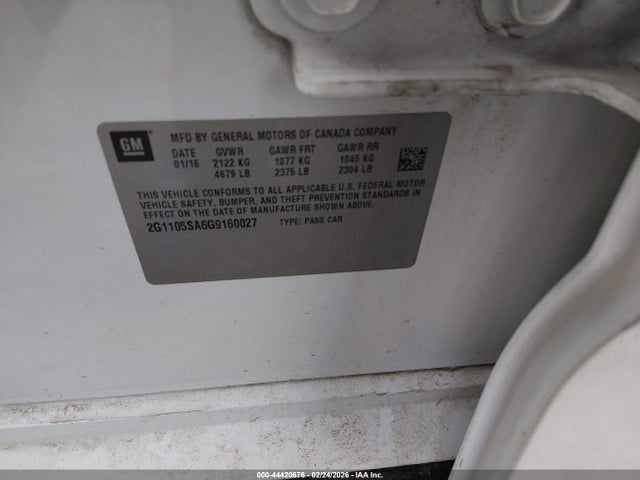 GM
MFD BY GENERAL MOTORS OF CANADA COMPANY
DATE GVWR GAWR FRT GAWR RR
01/16 2122 KG 1077 KG 1045 KG
4679 LB 2375 LB 2304 LB
THIS VEHICLE CONFORMS TO ALL APPLICABLE U.S. FEDERAL MOTOR
VEHICLE SAFETY, BUMPER, AND THEFT PREVENTION STANDARDS IN
EFFECT ON THE DATE OF MANUFACTURE SHOWN ABOVE.
2G1105SA6G9160027 TYPE: PASS CAR
000-44420676 - 02/24/2026 - COPYRIGHT IAA, LLC